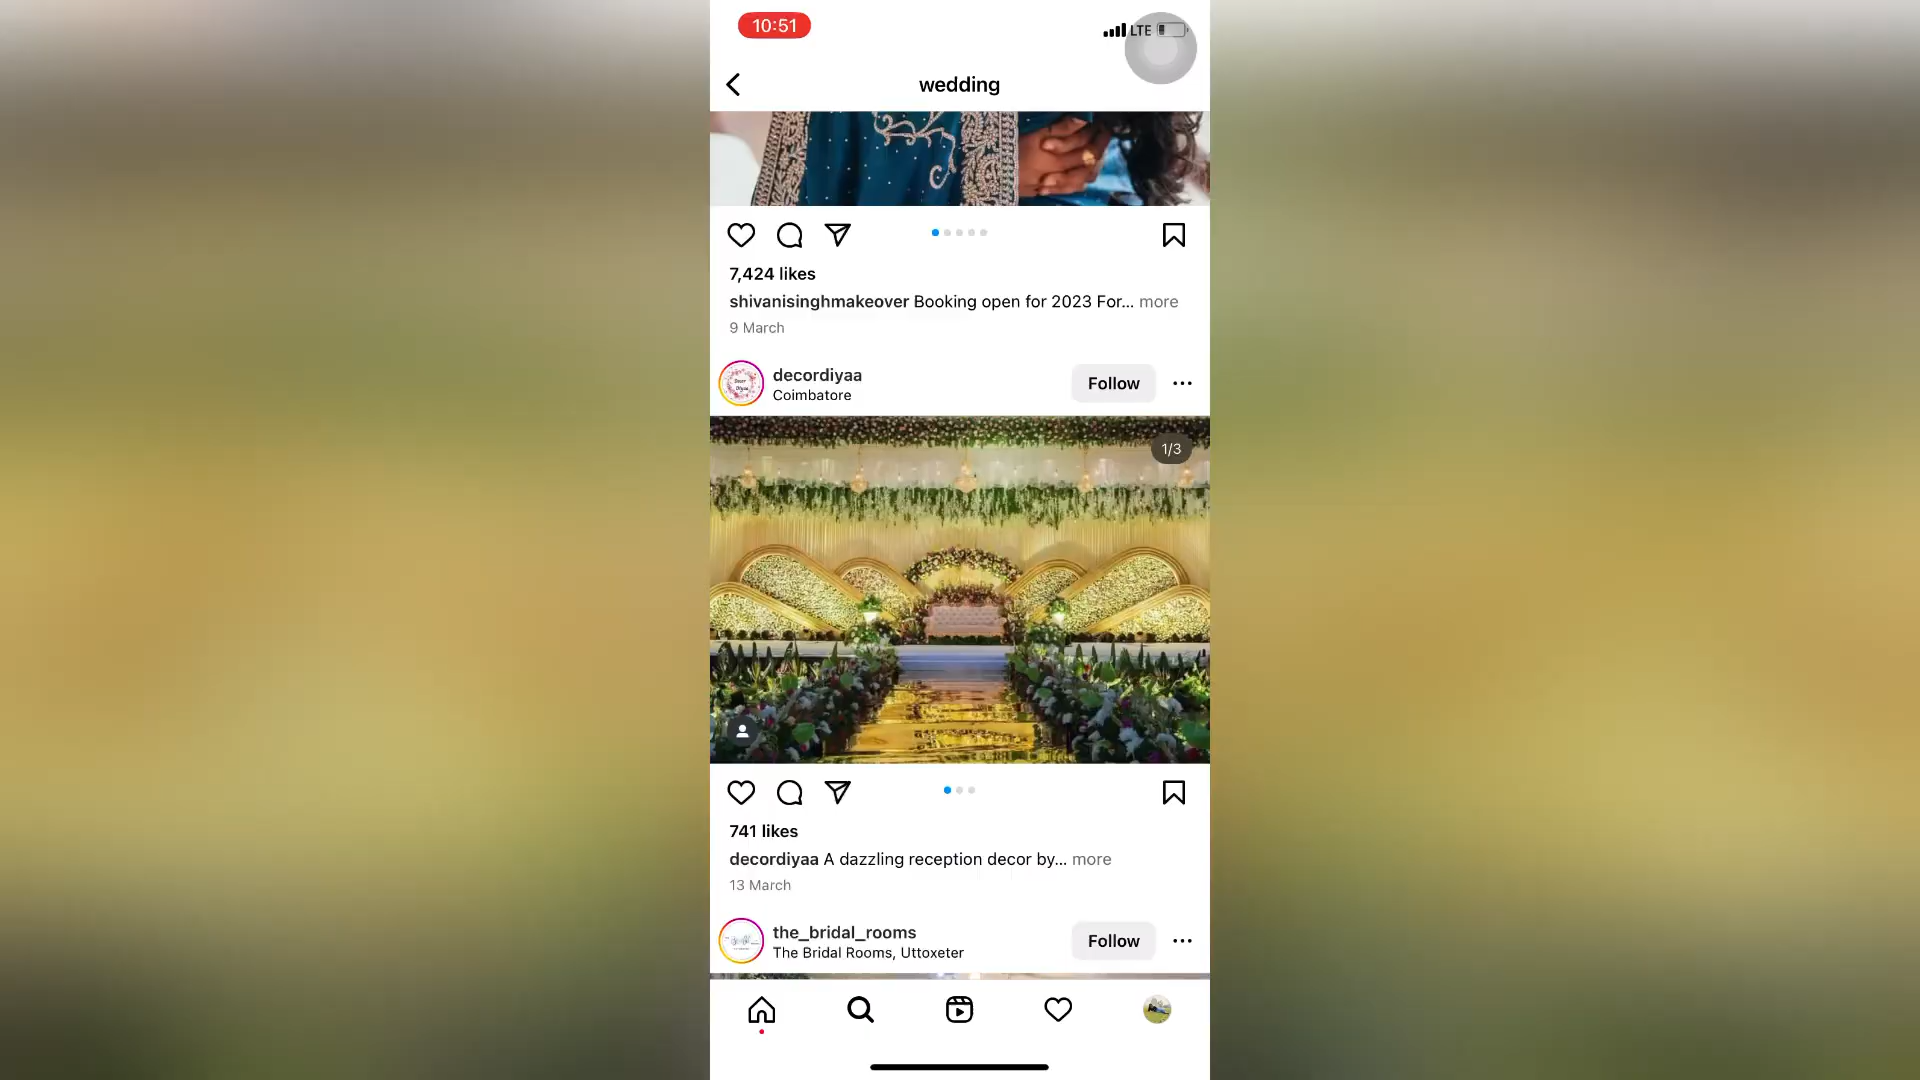 10:51
LTE
wedding
7,424 likes
shivanisinghmakeover Booking open for 2023 For... more
9 March
decordiyaa
Coimbatore
Follow
1/3
741 likes
decordiyaa A dazzling reception decor by... more
13 March
the_bridal_rooms
The Bridal Rooms, Uttoxeter
Follow